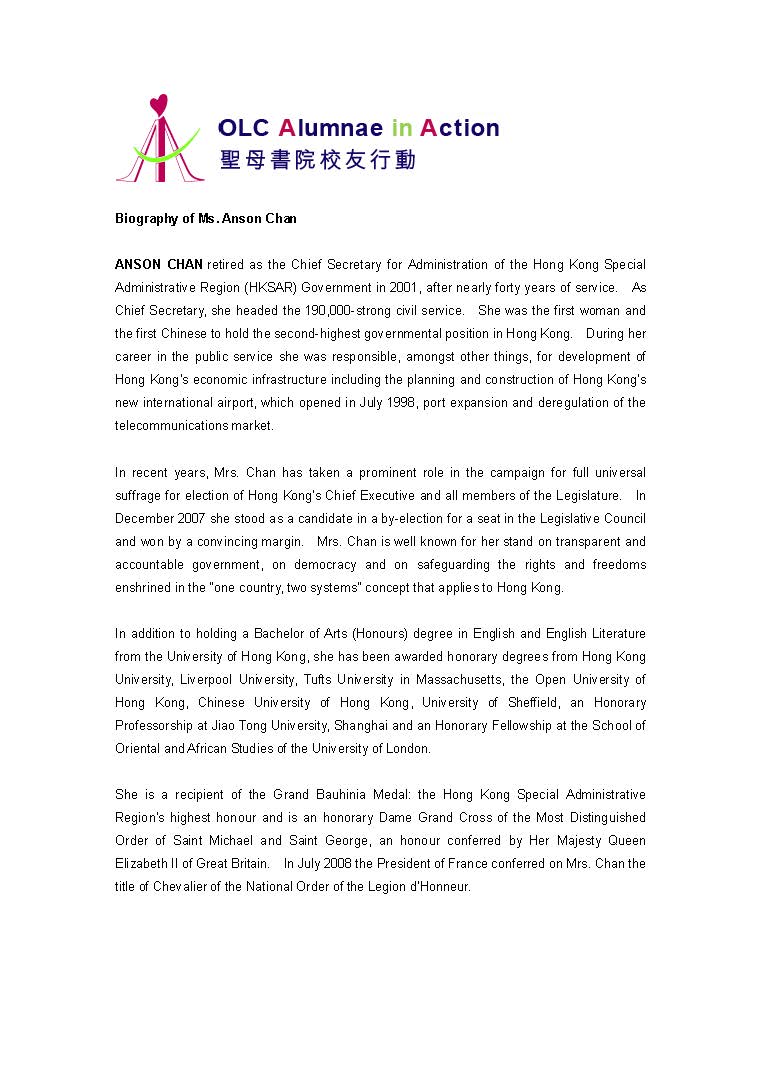 OLC Alumnae in Action
聖母書院校友行動
Biography of Ms. Anson Chan
ANSON CHAN retired as the Chief Secretary for Administration of the Hong Kong Special
Administrative Region (HKSAR) Government in 2001, after nearly forty years of service. As
Chief Secretary, she headed the 190,000-strong civil service. She was the first woman and
the first Chinese to hold the second-highest governmental position in Hong Kong. During her
career in the public service she was responsible, amongst other things, for development of
Hong Kong's economic infrastructure including the planning and construction of Hong Kong's
new international airport, which opened in July 1998, port expansion and deregulation of the
telecommunications market.
In recent years, Mrs. Chan has taken a prominent role in the campaign for full universal
suffrage for election of Hong Kong's Chief Executive and all members of the Legislature. In
December 2007 she stood as a candidate in a by-election for a seat in the Legislative Council
and won by a convincing margin. Mrs. Chan is well known for her stand on transparent and
accountable government, on democracy and on safeguarding the rights and freedoms
enshrined in the "one country, two systems" concept that applies to Hong Kong.
In addition to holding a Bachelor of Arts (Honours) degree in English and English Literature
from the University of Hong Kong, she has been awarded honorary degrees from Hong Kong
University, Liverpool University, Tufts University in Massachusetts, the Open University of
Hong Kong, Chinese University of Hong Kong, University of Sheffield, an Honorary
Professorship at Jiao Tong University, Shanghai and an Honorary Fellowship at the School of
Oriental and African Studies of the University of London.
She is a recipient of the Grand Bauhinia Medal: the Hong Kong Special Administrative
Region's highest honour and is an honorary Dame Grand Cross of the Most Distinguished
Order of Saint Michael and Saint George, an honour conferred by Her Majesty Queen
Elizabeth II of Great Britain. In July 2008 the President of France conferred on Mrs. Chan the
title of Chevalier of the National Order of the Legion d'Honneur.